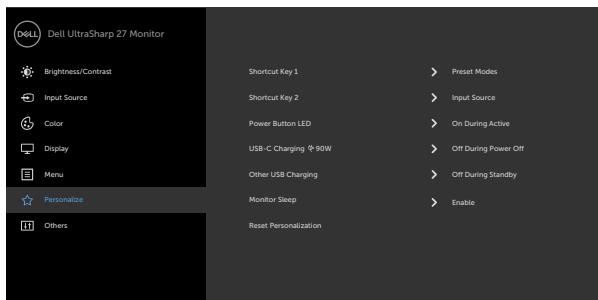 DELL Dell UltraSharp 27 Monitor
Brightness/Contrast Shortcut Key 1 Preset Modes
Input Source Shortcut Key 2 Input Source
Color Power Button LED On During Active
Display USB-C Charging 90W Off During Power Off
Menu Other USB Charging Off During Standby
Personalize Monitor Sleep Enable
Others Reset Personalization